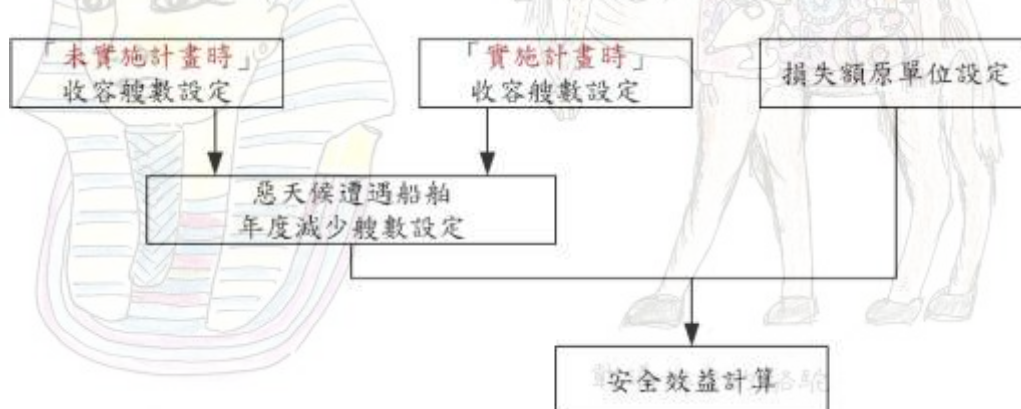 「未實施計畫時」
收容艘數設定
「實施計畫時」
收容艘數設定
損失額原單位設定
惡天候遭遇船舶
年度減少艘數設定
安全效益計算